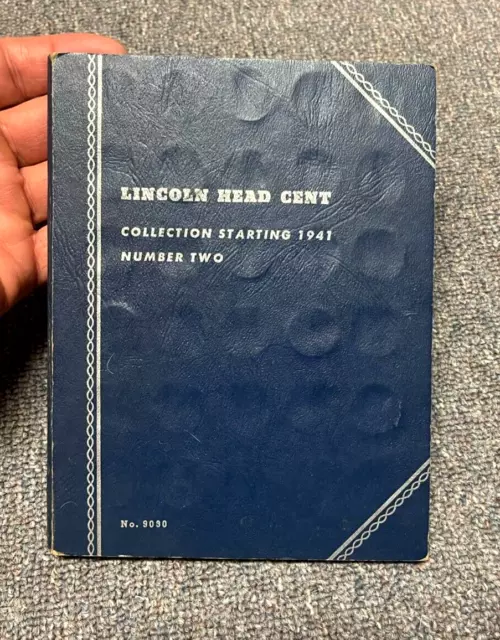 LINCOLN HEAD CENT
COLLECTION STARTING 1941
NUMBER TWO
No. 9030